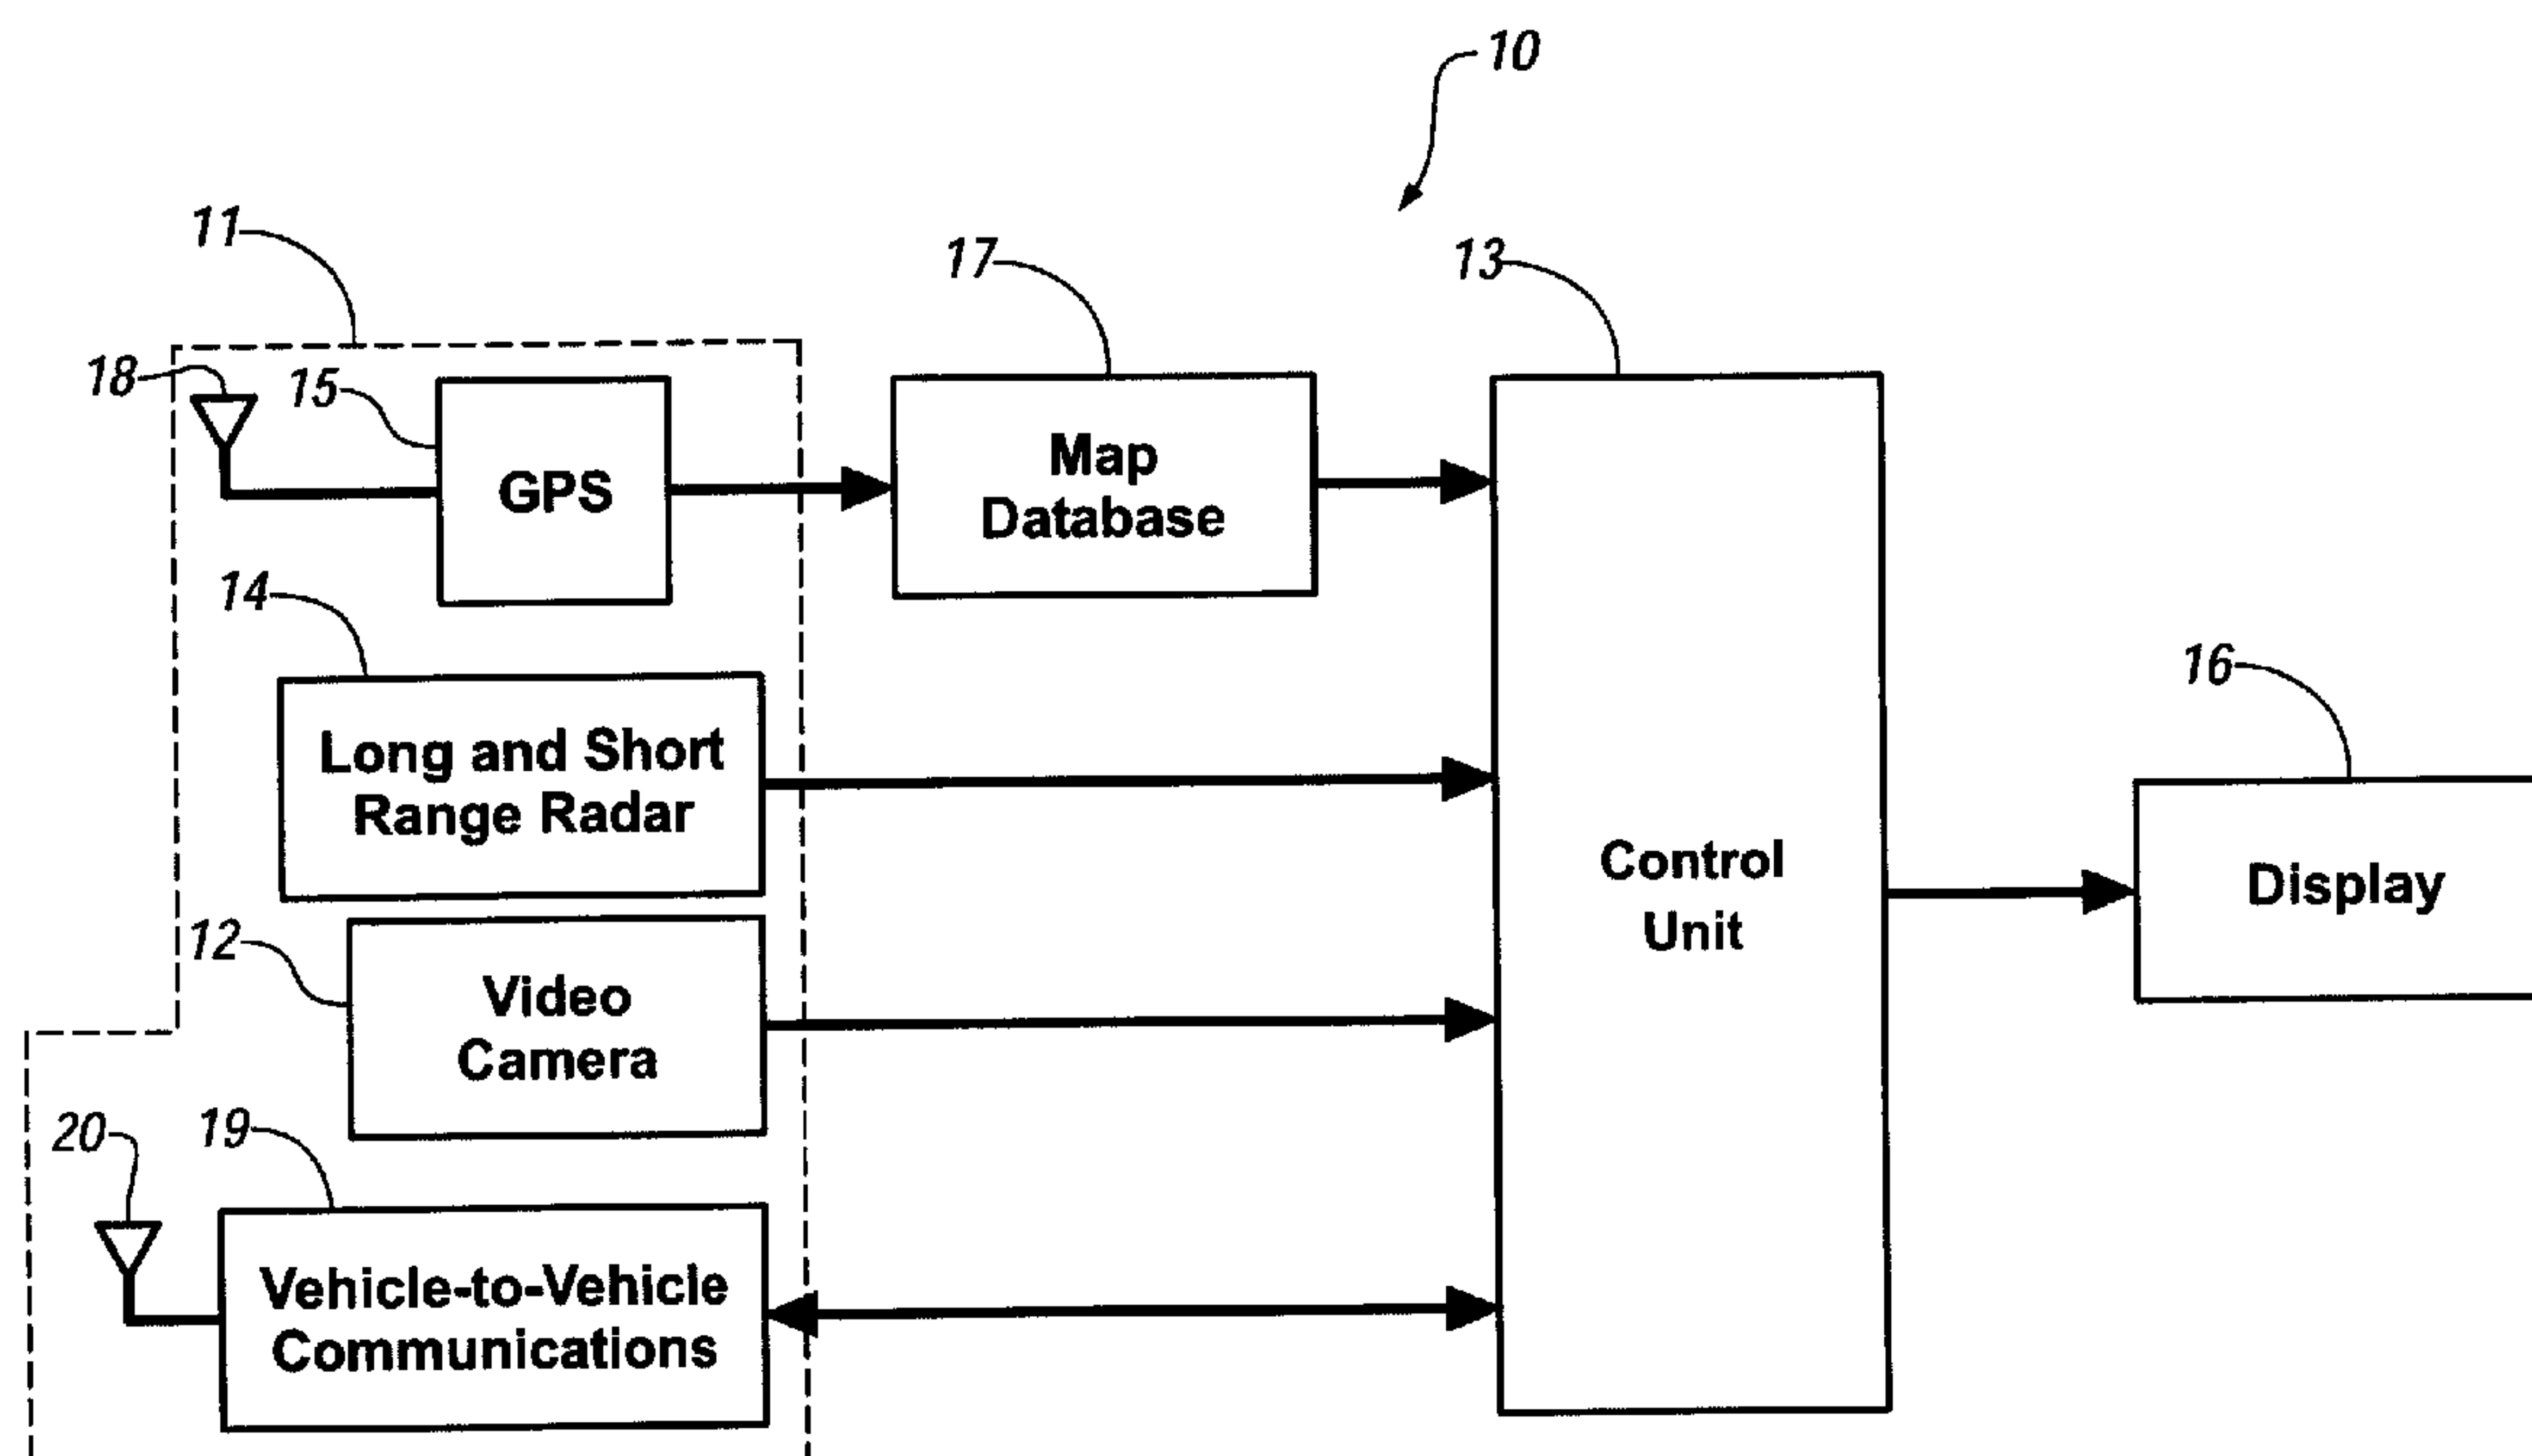 10
11
17
13
18
15
GPS
Map
Database
14
16
Long and Short
Range Radar
Control
Unit
Display
12
Video
Camera
20
19
Vehicle-to-Vehicle
Communications